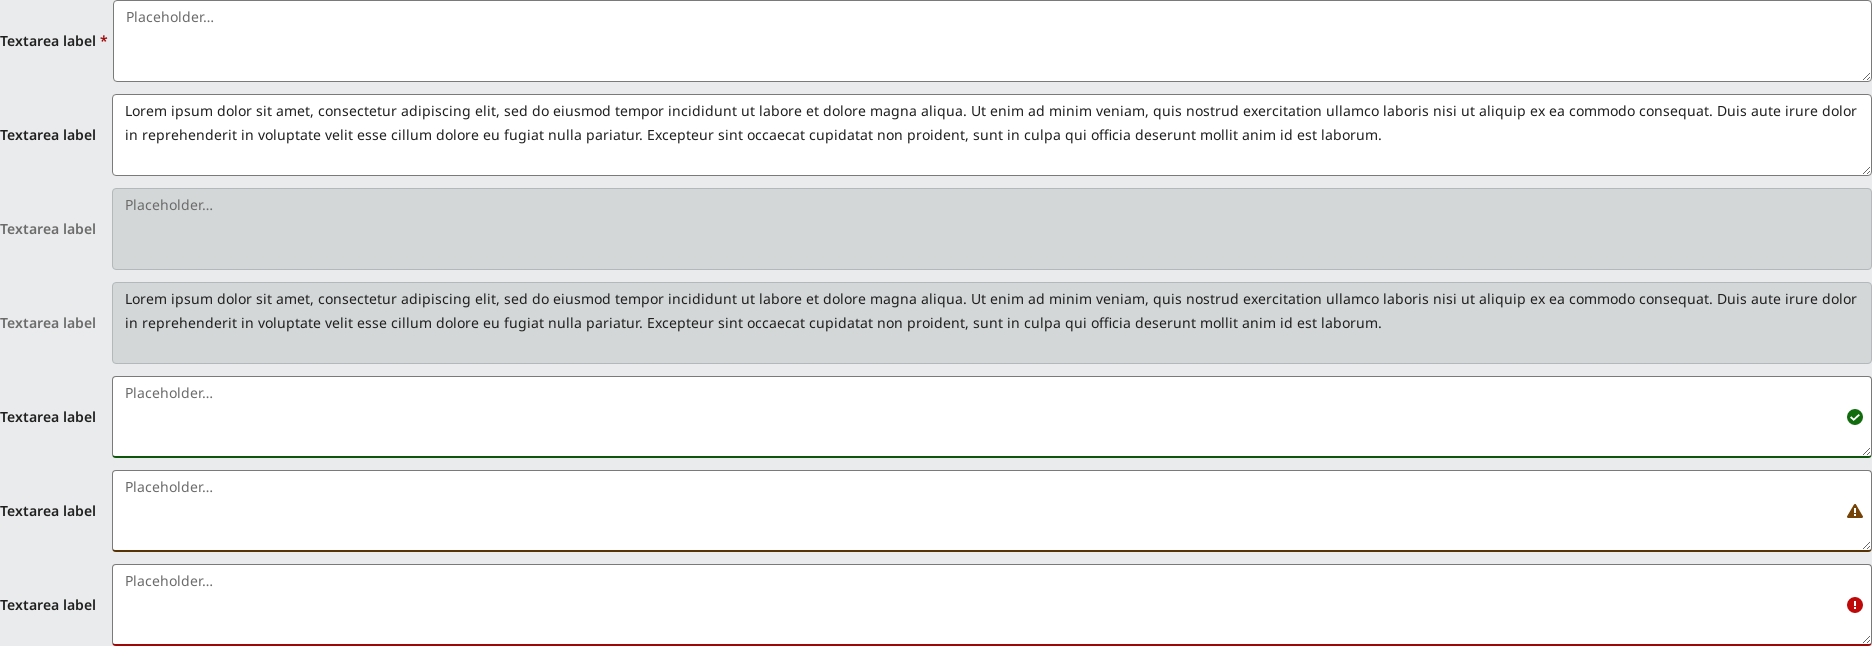 Textarea label *
Placeholder...
Textarea label
Lorem ipsum dolor sit amet, consectetur adipiscing elit, sed do eiusmod tempor incididunt ut labore et dolore magna aliqua. Ut enim ad minim veniam, quis nostrud exercitation ullamco laboris nisi ut aliquip ex ea commodo consequat. Duis aute irure dolor
in reprehenderit in voluptate velit esse cillum dolore eu fugiat nulla pariatur. Excepteur sint occaecat cupidatat non proident, sunt in culpa qui officia deserunt mollit anim id est laborum.
Textarea label
Placeholder...
Textarea label
Lorem ipsum dolor sit amet, consectetur adipiscing elit, sed do eiusmod tempor incididunt ut labore et dolore magna aliqua. Ut enim ad minim veniam, quis nostrud exercitation ullamco laboris nisi ut aliquip ex ea commodo consequat. Duis aute irure dolor
in reprehenderit in voluptate velit esse cillum dolore eu fugiat nulla pariatur. Excepteur sint occaecat cupidatat non proident, sunt in culpa qui officia deserunt mollit anim id est laborum.
Textarea label
Placeholder...
Textarea label
Placeholder...
Textarea label
Placeholder...